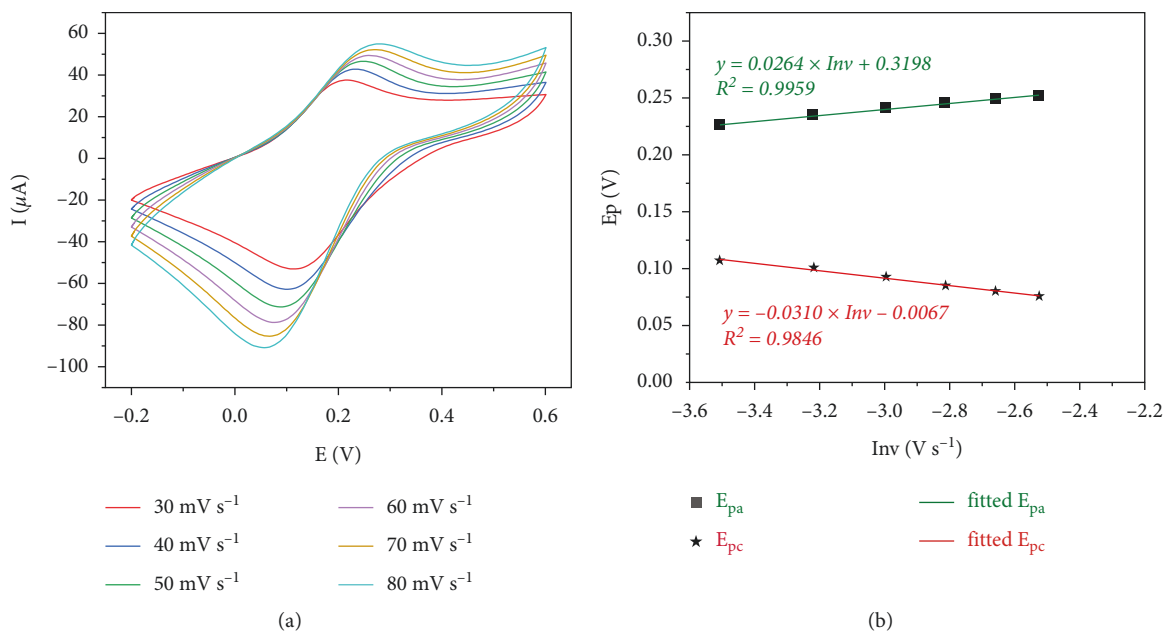 60
40
20
0
−20
−40
−60
−80
−100
I (μA)
−0.2
0.0
0.2
0.4
0.6
E (V)
30 mV s⁻¹
40 mV s⁻¹
50 mV s⁻¹
60 mV s⁻¹
70 mV s⁻¹
80 mV s⁻¹
(a)
0.30
0.25
0.20
0.15
0.10
0.05
0.00
Ep (V)
y = 0.0264 × Inv + 0.3198
R² = 0.9959
y = −0.0310 × Inv − 0.0067
R² = 0.9846
−3.6
−3.4
−3.2
−3.0
−2.8
−2.6
−2.4
−2.2
Inv (V s⁻¹)
E_pa
E_pc
fitted E_pa
fitted E_pc
(b)